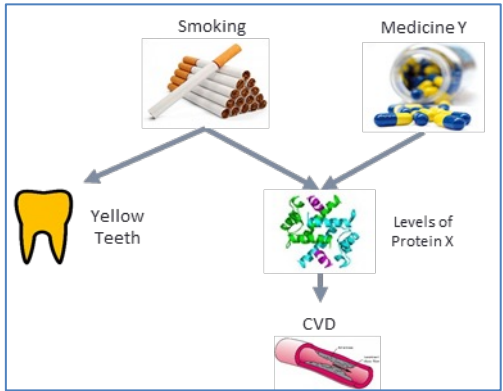 Smoking
Medicine Y
Yellow
Teeth
Levels of
Protein X
CVD